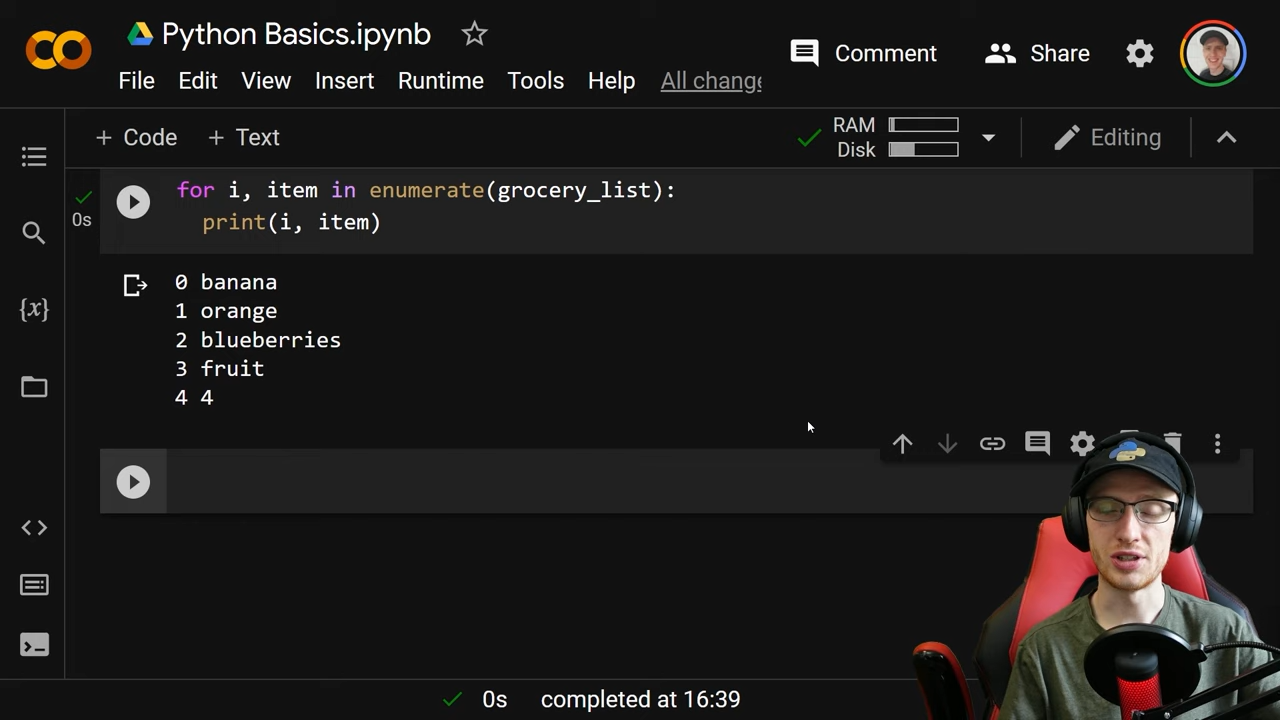 Python Basics.ipynb
Comment
Share
File Edit View Insert Runtime Tools Help All change
+ Code + Text
RAM
Disk
Editing
0s
for i, item in enumerate(grocery_list):
print(i, item)
0 banana
1 orange
2 blueberries
3 fruit
4 4
{x}
0s completed at 16:39